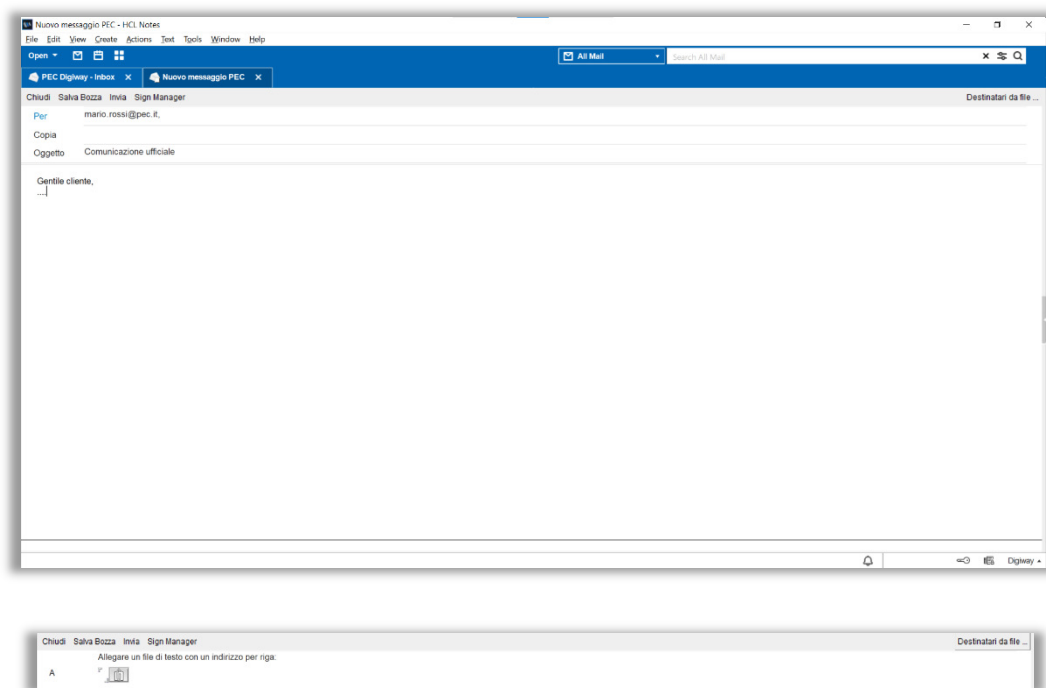 Nuovo messaggio PEC - HCL Notes
File Edit View Create Actions Text Tools Window Help
Open All Mail Search All Mail
PEC Digiway - Inbox X Nuovo messaggio PEC X
Chiudi Salva Bozza Invia Sign Manager Destinatari da file ...
Per mario.rossi@pec.it,
Copia
Oggetto Comunicazione ufficiale
Gentile cliente,
...
Digiway
Chiudi Salva Bozza Invia Sign Manager Destinatari da file ...
Allegare un file di testo con un indirizzo per riga:
A